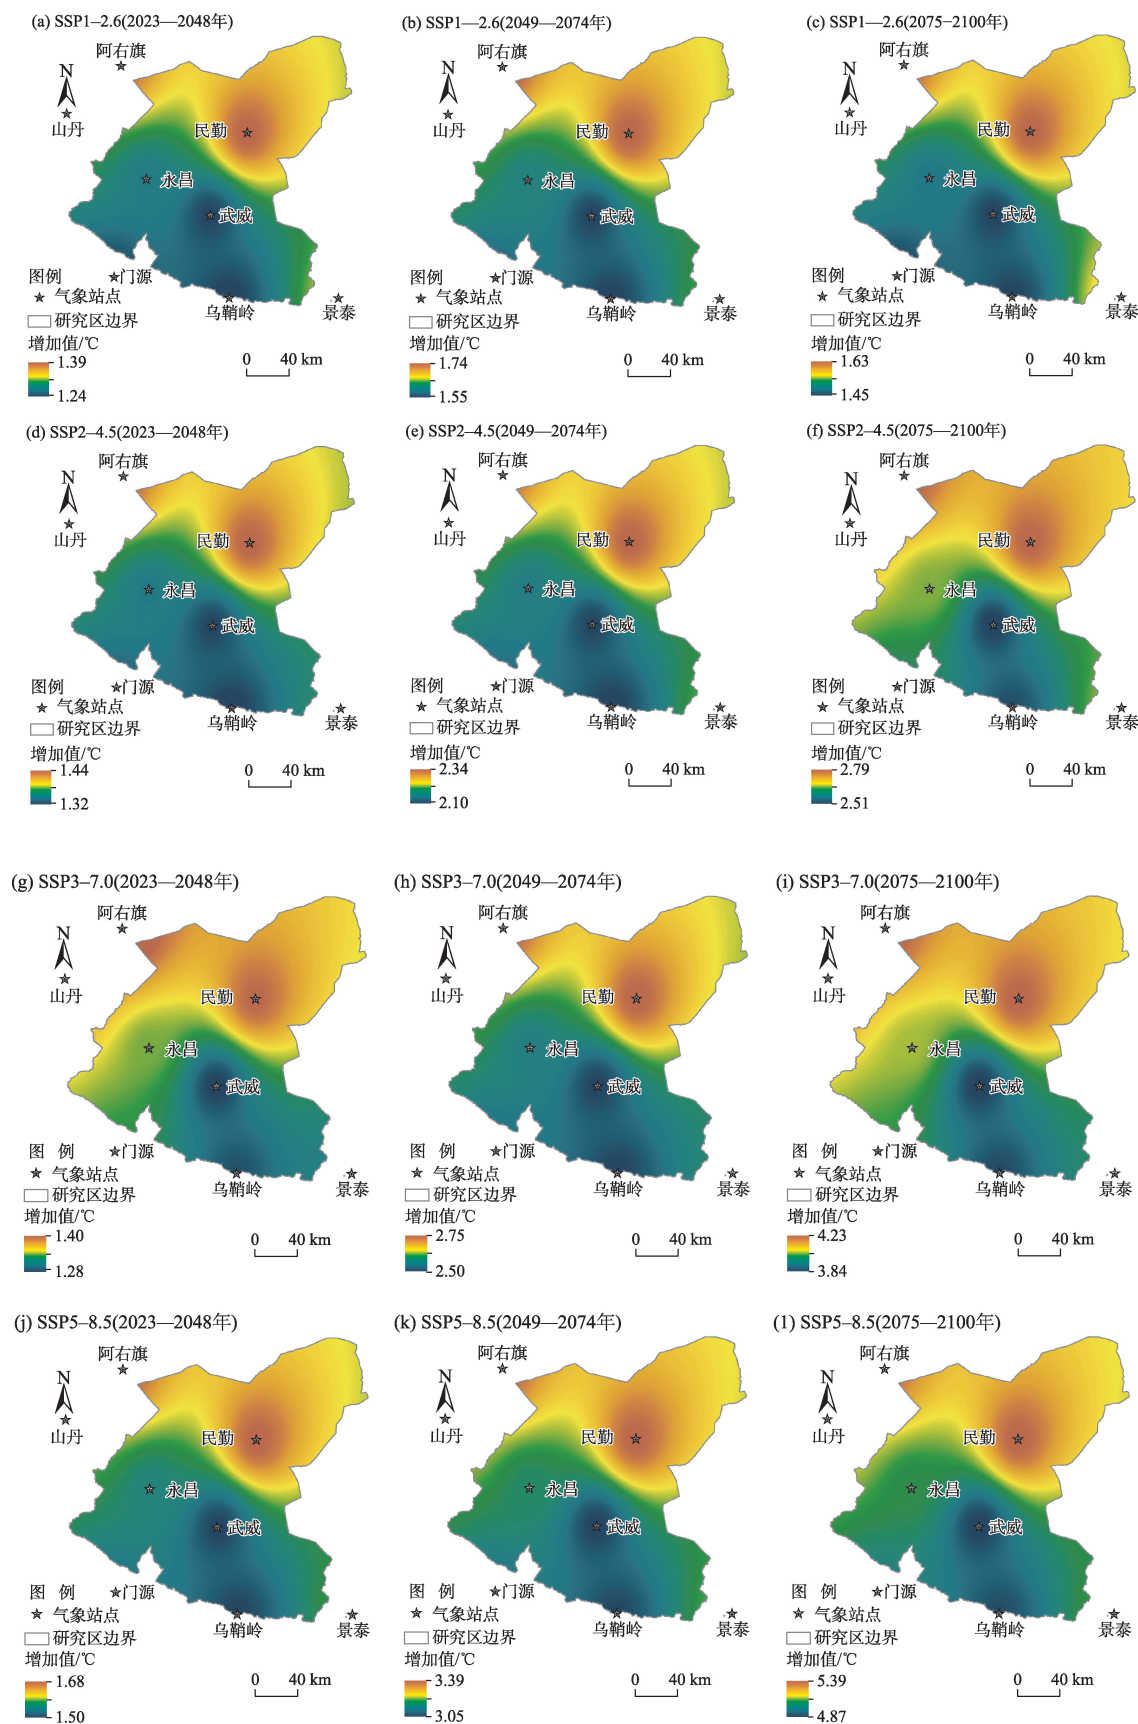 (a) SSP1–2.6(2023—2048年)
阿右旗
N
山丹
民勤
永昌
武威
图例
门源
气象站点
乌鞘岭
景泰
研究区边界
增加值/℃
1.39
1.24
0 40 km
(b) SSP1—2.6(2049—2074年)
阿右旗
N
山丹
民勤
永昌
武威
图例
门源
气象站点
乌鞘岭
景泰
研究区边界
增加值/℃
1.74
1.55
0 40 km
(c) SSP1—2.6(2075−2100年)
阿右旗
N
山丹
民勤
永昌
武威
图例
门源
气象站点
乌鞘岭
景泰
研究区边界
增加值/℃
1.63
1.45
0 40 km
(d) SSP2–4.5(2023—2048年)
阿右旗
N
山丹
民勤
永昌
武威
图例
门源
气象站点
乌鞘岭
景泰
研究区边界
增加值/℃
1.44
1.32
0 40 km
(e) SSP2–4.5(2049—2074年)
阿右旗
N
山丹
民勤
永昌
武威
图例
门源
气象站点
乌鞘岭
景泰
研究区边界
增加值/℃
2.34
2.10
0 40 km
(f) SSP2–4.5(2075—2100年)
阿右旗
N
山丹
民勤
永昌
武威
图例
门源
气象站点
乌鞘岭
景泰
研究区边界
增加值/℃
2.79
2.51
0 40 km
(g) SSP3–7.0(2023—2048年)
阿右旗
N
山丹
民勤
永昌
武威
图 例
门源
气象站点
乌鞘岭
景泰
研究区边界
增加值/℃
1.40
1.28
0 40 km
(h) SSP3–7.0(2049—2074年)
阿右旗
N
山丹
民勤
永昌
武威
图 例
门源
气象站点
乌鞘岭
景泰
研究区边界
增加值/℃
2.75
2.50
0 40 km
(i) SSP3–7.0(2075—2100年)
阿右旗
N
山丹
民勤
永昌
武威
图 例
门源
气象站点
乌鞘岭
景泰
研究区边界
增加值/℃
4.23
3.84
0 40 km
(j) SSP5–8.5(2023—2048年)
阿右旗
N
山丹
民勤
永昌
武威
图 例
门源
气象站点
乌鞘岭
景泰
研究区边界
增加值/℃
1.68
1.50
0 40 km
(k) SSP5–8.5(2049—2074年)
阿右旗
N
山丹
民勤
永昌
武威
图 例
门源
气象站点
乌鞘岭
景泰
研究区边界
增加值/℃
3.39
3.05
0 40 km
(l) SSP5–8.5(2075—2100年)
阿右旗
N
山丹
民勤
永昌
武威
图 例
门源
气象站点
乌鞘岭
景泰
研究区边界
增加值/℃
5.39
4.87
0 40 km